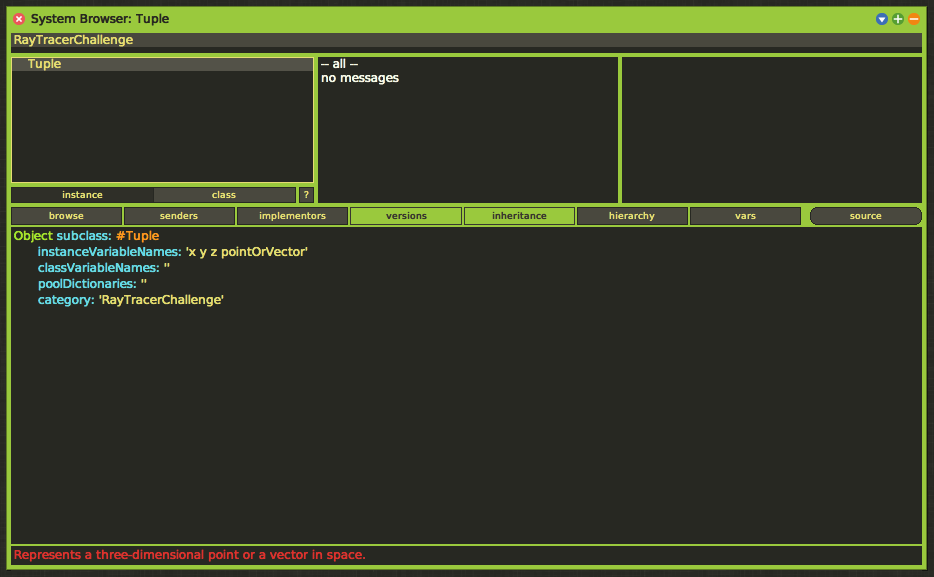 System Browser: Tuple
RayTracerChallenge
Tuple
-- all --
no messages
instance class ?
browse senders implementors versions inheritance hierarchy vars source
Object subclass: #Tuple
instanceVariableNames: 'x y z pointOrVector'
classVariableNames: ''
poolDictionaries: ''
category: 'RayTracerChallenge'
Represents a three-dimensional point or a vector in space.